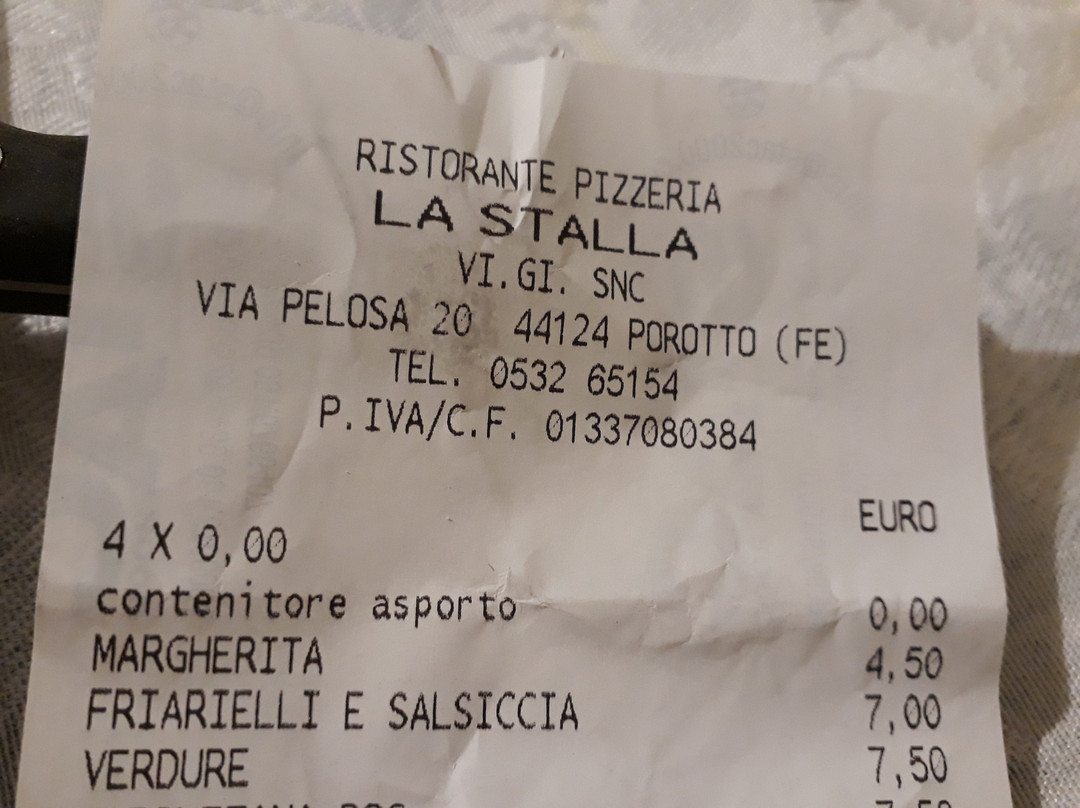 RISTORANTE PIZZERIA
LA STALLA
VI.GI. SNC
VIA PELOSA 20 44124 POROTTO (FE)
TEL. 0532 65154
P.IVA/C.F. 01337080384
EURO
4 X 0,00
contenitore asporto 0,00
MARGHERITA 4,50
FRIARIELLI E SALSICCIA 7,00
VERDURE 7,50